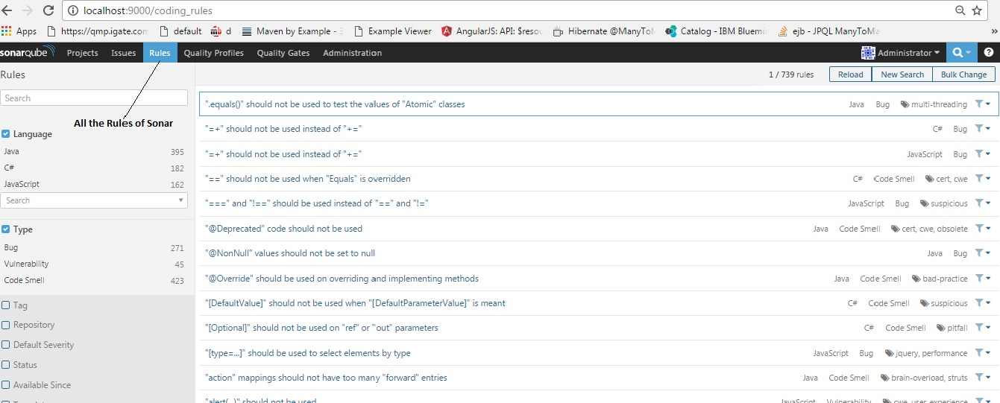 localhost:9000/coding_rules
Apps https://qmp.igate.com default d Maven by Example - Example Viewer AngularJS: API: $resou Hibernate @ManyToM Catalog - IBM Bluemix ejb - JPQL ManyToMa »
sonarqube Projects Issues Rules Quality Profiles Quality Gates Administration Administrator ?
Rules 1 / 739 rules Reload New Search Bulk Change
Search
All the Rules of Sonar
Language
Java 395
C# 182
JavaScript 162
Search
Type
Bug 271
Vulnerability 45
Code Smell 423
Tag
Repository
Default Severity
Status
Available Since
".equals()" should not be used to test the values of "Atomic" classes Java Bug multi-threading
"=+" should not be used instead of "+=" C# Bug
"=+" should not be used instead of "+=" JavaScript Bug
"==" should not be used when "Equals" is overridden C# Code Smell cert, cwe
"===" and "!==" should be used instead of "==" and "!=" JavaScript Bug suspicious
"@Deprecated" code should not be used Java Code Smell cert, cwe, obsolete
"@NonNull" values should not be set to null Java Bug
"@Override" should be used on overriding and implementing methods Java Code Smell bad-practice
"[DefaultValue]" should not be used when "[DefaultParameterValue]" is meant C# Code Smell suspicious
"[Optional]" should not be used on "ref" or "out" parameters C# Code Smell pitfall
"[type=...]" should be used to select elements by type JavaScript Bug jquery, performance
"action" mappings should not have too many "forward" entries Java Code Smell brain-overload, struts
"alert(...)" should not be used JavaScript Vulnerability cwe, user-experience